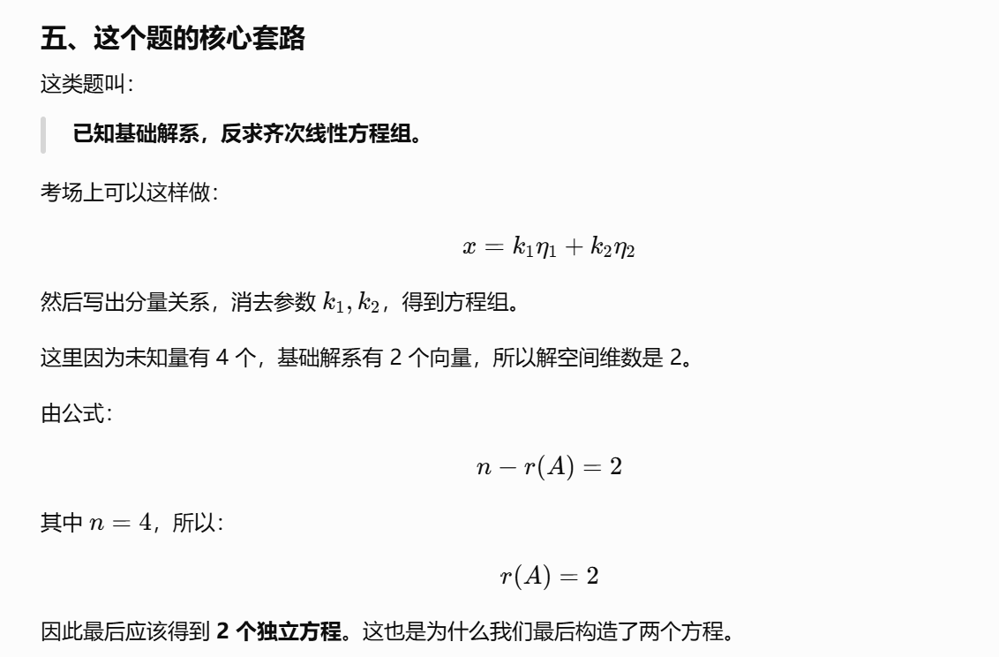 五、这个题的核心套路
这类题叫：
已知基础解系，反求齐次线性方程组。
考场上可以这样做：
x = k₁η₁ + k₂η₂
然后写出分量关系，消去参数 k₁, k₂，得到方程组。
这里因为未知量有 4 个，基础解系有 2 个向量，所以解空间维数是 2。
由公式：
n − r(A) = 2
其中 n = 4，所以：
r(A) = 2
因此最后应该得到 2 个独立方程。这也是为什么我们最后构造了两个方程。